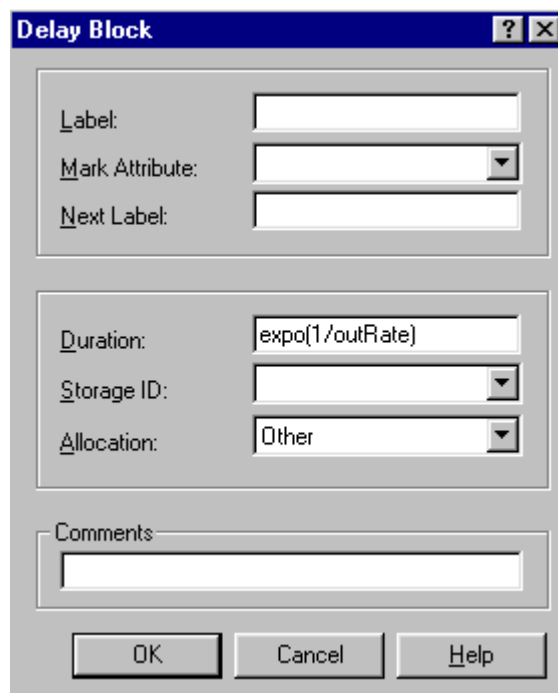 Delay Block
Label:
Mark Attribute:
Next Label:
Duration: expo(1/outRate)
Storage ID:
Allocation: Other
Comments
OK Cancel Help